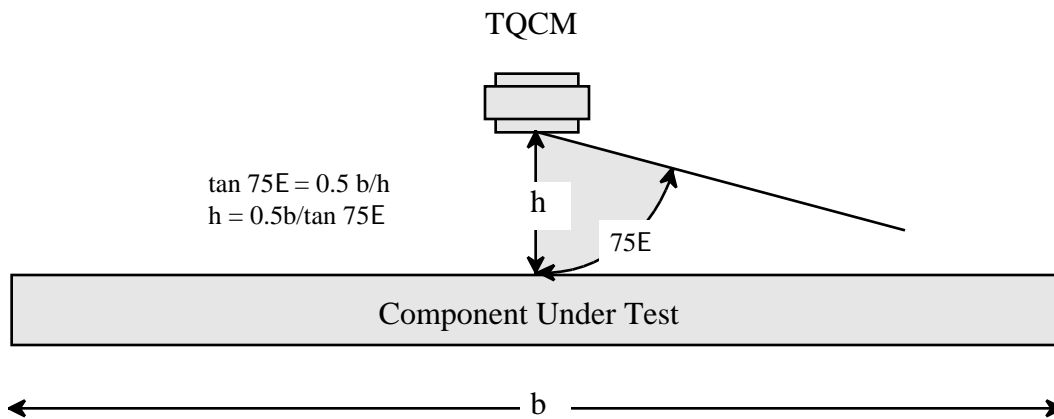 TQCM
tan 75E = 0.5 b/h
h = 0.5b/tan 75E
h
75E
Component Under Test
b